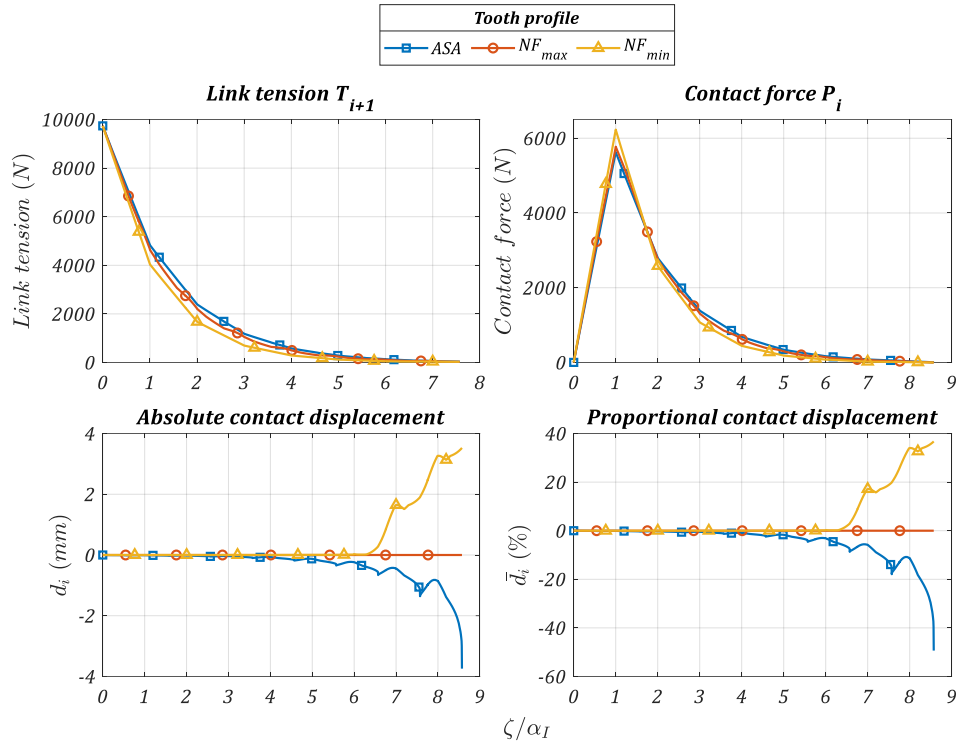 Tooth profile
ASA NF_max NF_min
Link tension T_{i+1}
Link tension (N)
10000
8000
6000
4000
2000
0
0 1 2 3 4 5 6 7 8
Contact force P_i
Contact force (N)
6000
4000
2000
0
0 1 2 3 4 5 6 7 8 9
Absolute contact displacement
d_i (mm)
4
2
0
-2
-4
0 1 2 3 4 5 6 7 8 9
Proportional contact displacement
d̄_i (%)
40
20
0
-20
-40
-60
0 1 2 3 4 5 6 7 8 9
ζ/α_I